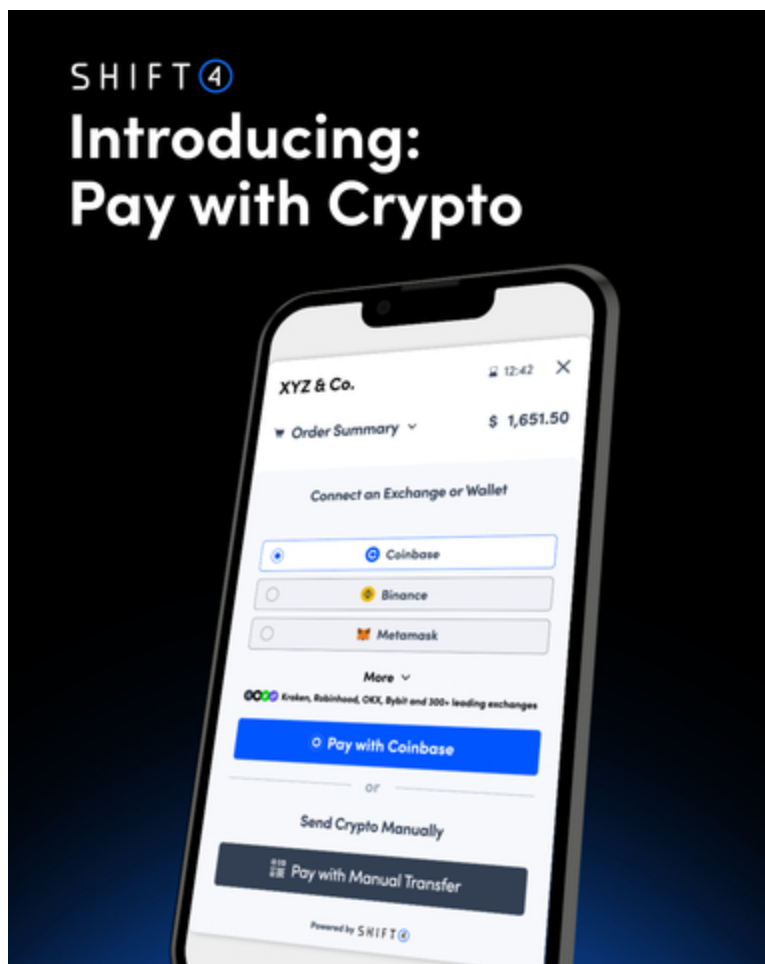 SHIFT4
Introducing:
Pay with Crypto
XYZ & Co.
12:42
Order Summary
$ 1,651.50
Connect an Exchange or Wallet
Coinbase
Binance
Metamask
More
Kraken, Robinhood, OKX, Bybit and 300+ leading exchanges
Pay with Coinbase
or
Send Crypto Manually
Pay with Manual Transfer
Powered by SHIFT4